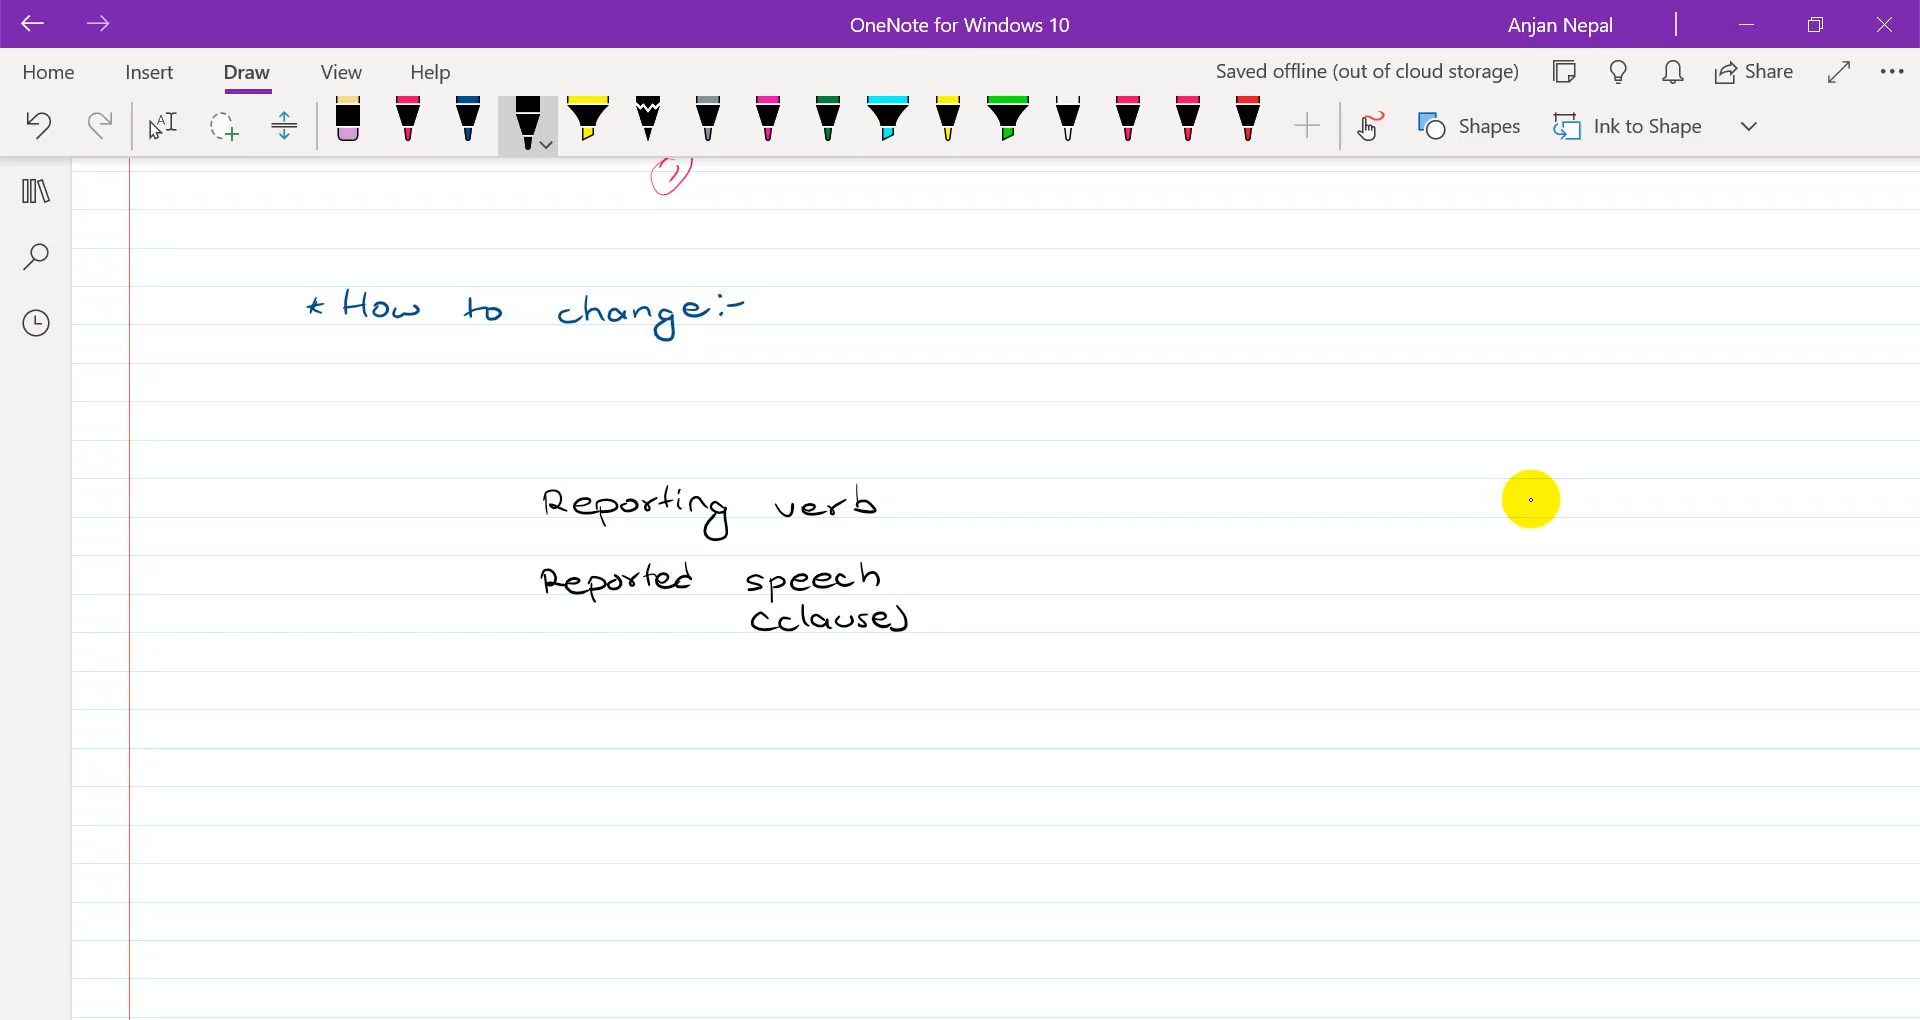 OneNote for Windows 10
Anjan Nepal
Home Insert Draw View Help
Saved offline (out of cloud storage)
Share
Shapes
Ink to Shape
* How to change:-
Reporting verb
Reported speech
(clause)